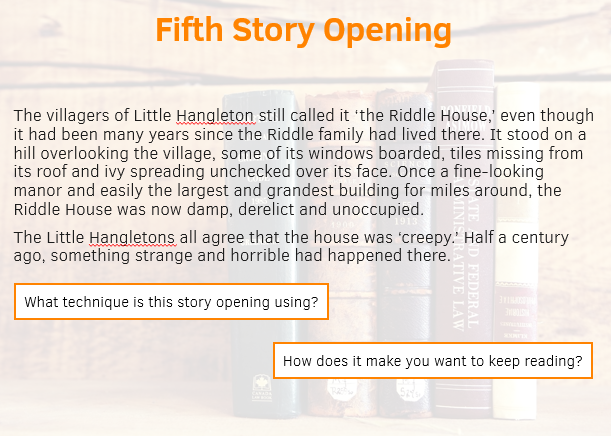 Fifth Story Opening
The villagers of Little Hangleton still called it ‘the Riddle House,’ even though
it had been many years since the Riddle family had lived there. It stood on a
hill overlooking the village, some of its windows boarded, tiles missing from
its roof and ivy spreading unchecked over its face. Once a fine-looking
manor and easily the largest and grandest building for miles around, the
Riddle House was now damp, derelict and unoccupied.
The Little Hangletons all agree that the house was ‘creepy.’ Half a century
ago, something strange and horrible had happened there.
What technique is this story opening using?
How does it make you want to keep reading?